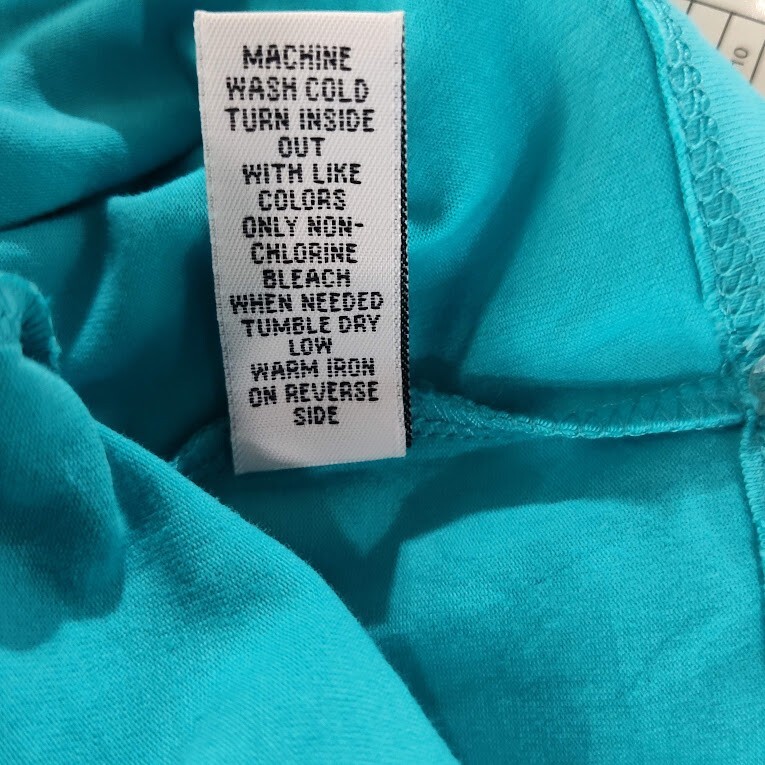 MACHINE
WASH COLD
TURN INSIDE
OUT
WITH LIKE
COLORS
ONLY NON-
CHLORINE
BLEACH
WHEN NEEDED
TUMBLE DRY
LOW
WARM IRON
ON REVERSE
SIDE
10